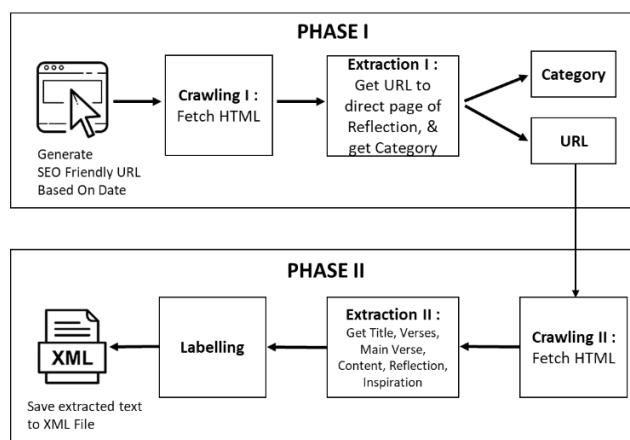 PHASE I
Generate
SEO Friendly URL
Based On Date
Crawling I :
Fetch HTML
Extraction I :
Get URL to
direct page of
Reflection, &
get Category
Category
URL
PHASE II
XML
Save extracted text
to XML File
Labelling
Extraction II :
Get Title, Verses,
Main Verse,
Content, Reflection,
Inspiration
Crawling II :
Fetch HTML